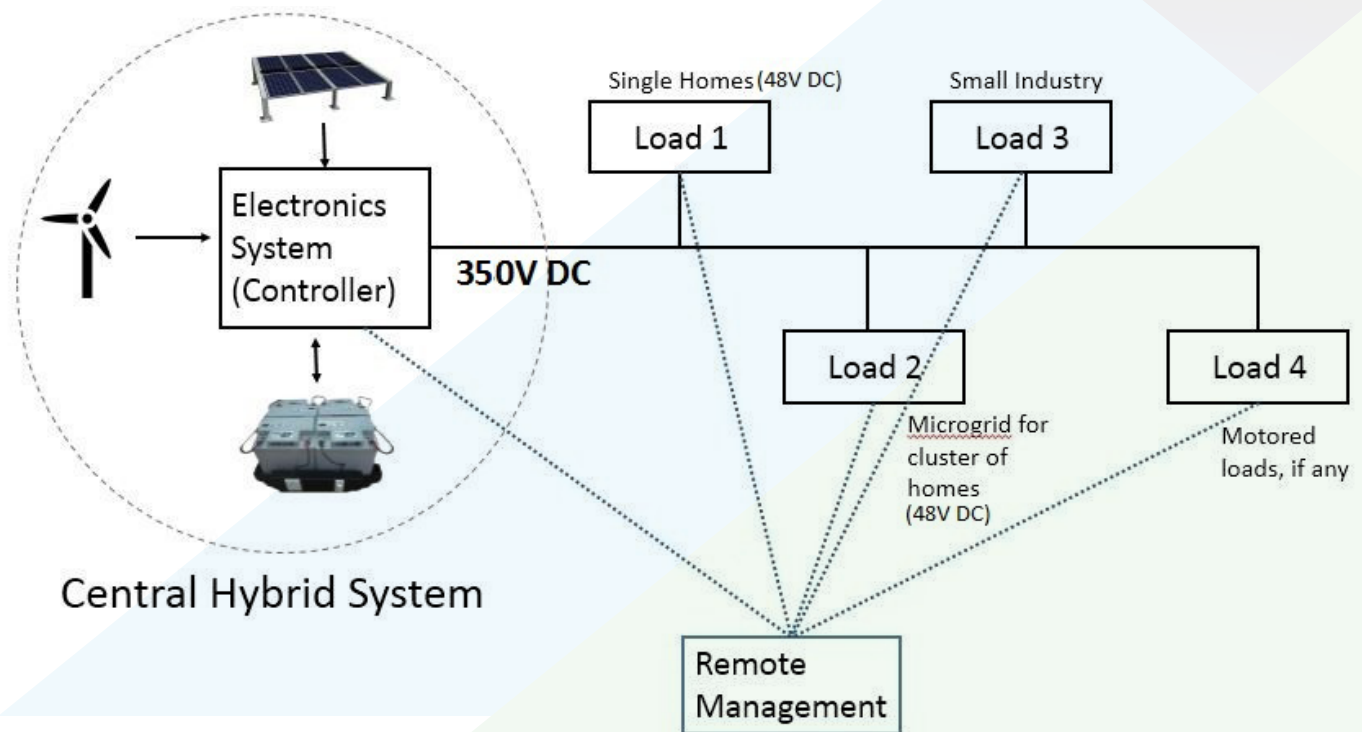 Single Homes (48V DC)
Small Industry
Load 1
Load 3
Electronics
System
(Controller)
350V DC
Load 2
Load 4
Microgrid for
cluster of
homes
(48V DC)
Motored
loads, if any
Central Hybrid System
Remote
Management